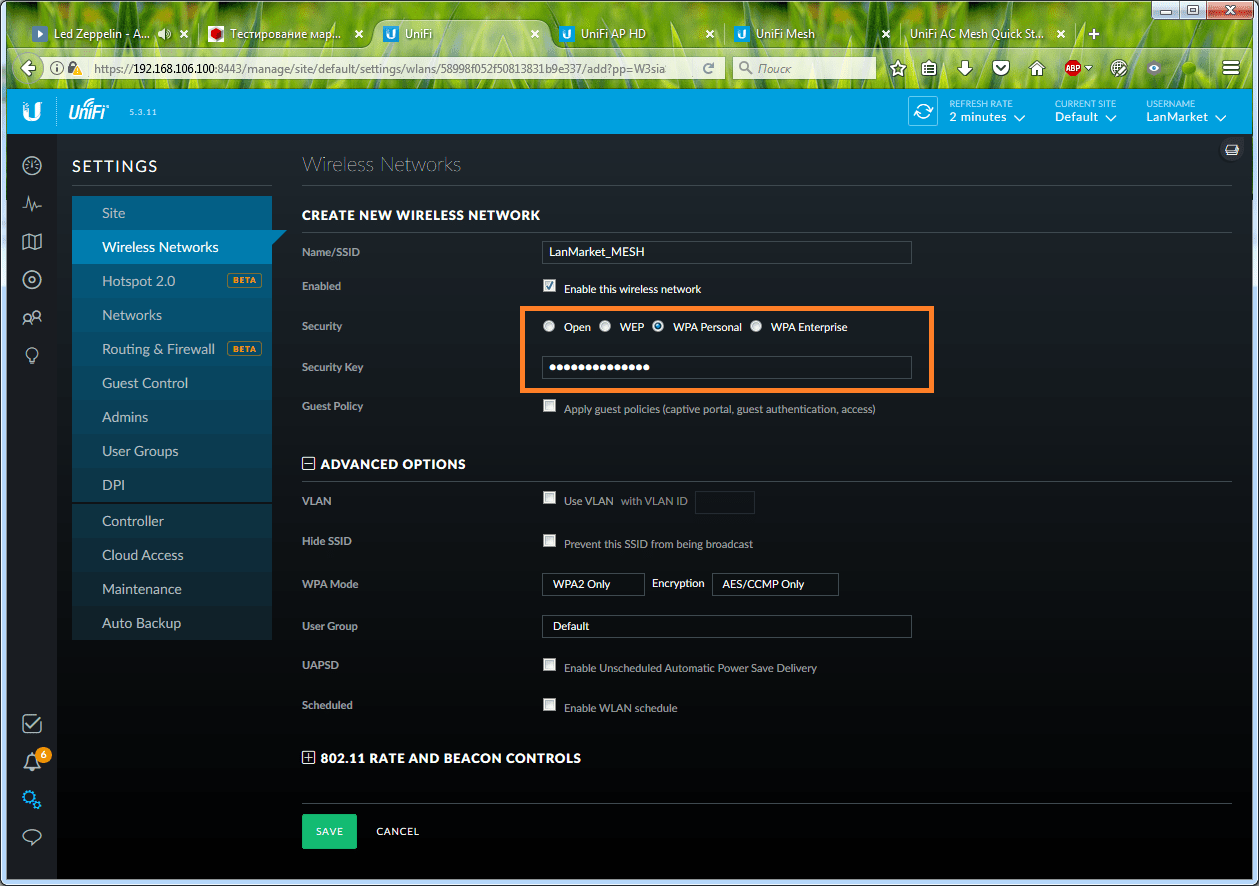 Led Zeppelin - A...
Тестирование мар...
UniFi
UniFi AP HD
UniFi Mesh
UniFi AC Mesh Quick St...
https://192.168.106.100:8443/manage/site/default/settings/wlans/58998f052f50813831b9e337/add?pp=W3sia
Поиск
ABP
U UniFi 5.3.11
REFRESH RATE
2 minutes
CURRENT SITE
Default
USERNAME
LanMarket
SETTINGS
Site
Wireless Networks
Hotspot 2.0 BETA
Networks
Routing & Firewall BETA
Guest Control
Admins
User Groups
DPI
Controller
Cloud Access
Maintenance
Auto Backup
6
Wireless Networks
CREATE NEW WIRELESS NETWORK
Name/SSID LanMarket_MESH
Enabled Enable this wireless network
Security Open WEP WPA Personal WPA Enterprise
Security Key ••••••••••••••
Guest Policy Apply guest policies (captive portal, guest authentication, access)
ADVANCED OPTIONS
VLAN Use VLAN with VLAN ID
Hide SSID Prevent this SSID from being broadcast
WPA Mode WPA2 Only Encryption AES/CCMP Only
User Group Default
UAPSD Enable Unscheduled Automatic Power Save Delivery
Scheduled Enable WLAN schedule
802.11 RATE AND BEACON CONTROLS
SAVE CANCEL